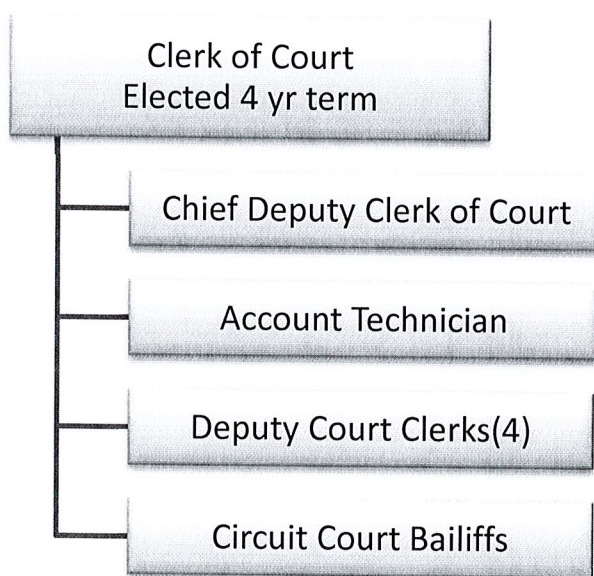 Clerk of Court
Elected 4 yr term
Chief Deputy Clerk of Court
Account Technician
Deputy Court Clerks(4)
Circuit Court Bailiffs